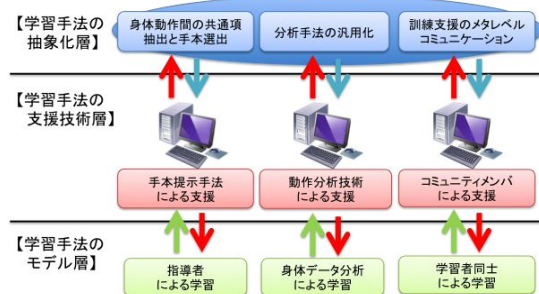 【学習手法の
抽象化層】
身体動作間の共通項
抽出と手本選出
分析手法の汎用化
訓練支援のメタレベル
コミュニケーション
【学習手法の
支援技術層】
手本提示手法
による支援
動作分析技術
による支援
コミュニティメンバ
による支援
【学習手法の
モデル層】
指導者
による学習
身体データ分析
による学習
学習者同士
による学習